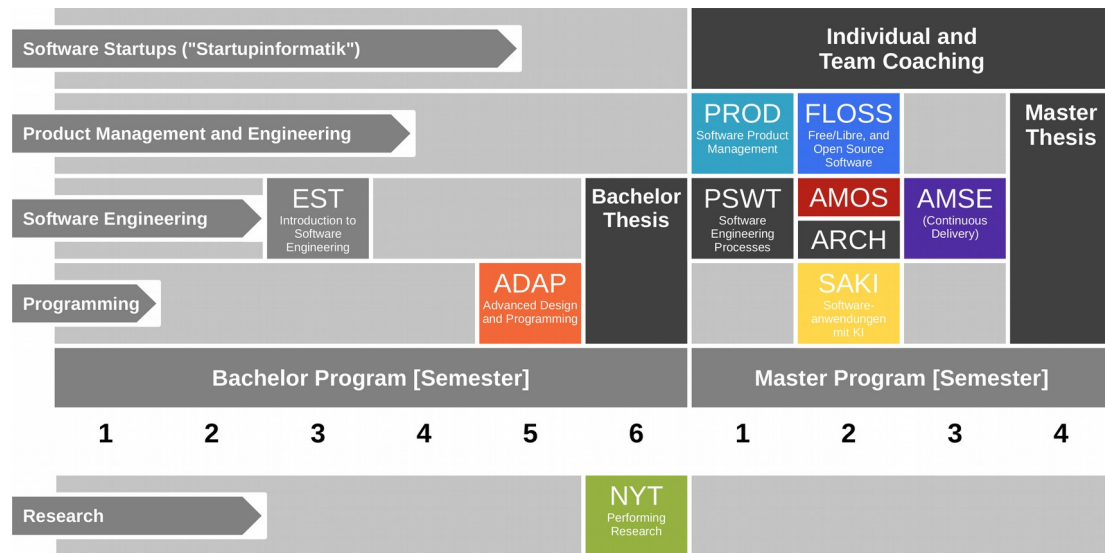 Software Startups ("Startupinformatik")
Individual and
Team Coaching
Product Management and Engineering
PROD
Software Product
Management
FLOSS
Free/Libre, and
Open Source
Software
Master
Thesis
Software Engineering
EST
Introduction to
Software
Engineering
Bachelor
Thesis
PSWT
Software
Engineering
Processes
AMOS
ARCH
AMSE
(Continuous
Delivery)
Programming
ADAP
Advanced Design
and Programming
SAKI
Software-
anwendungen
mit KI
Bachelor Program [Semester]
Master Program [Semester]
1 2 3 4 5 6 1 2 3 4
Research
NYT
Performing
Research